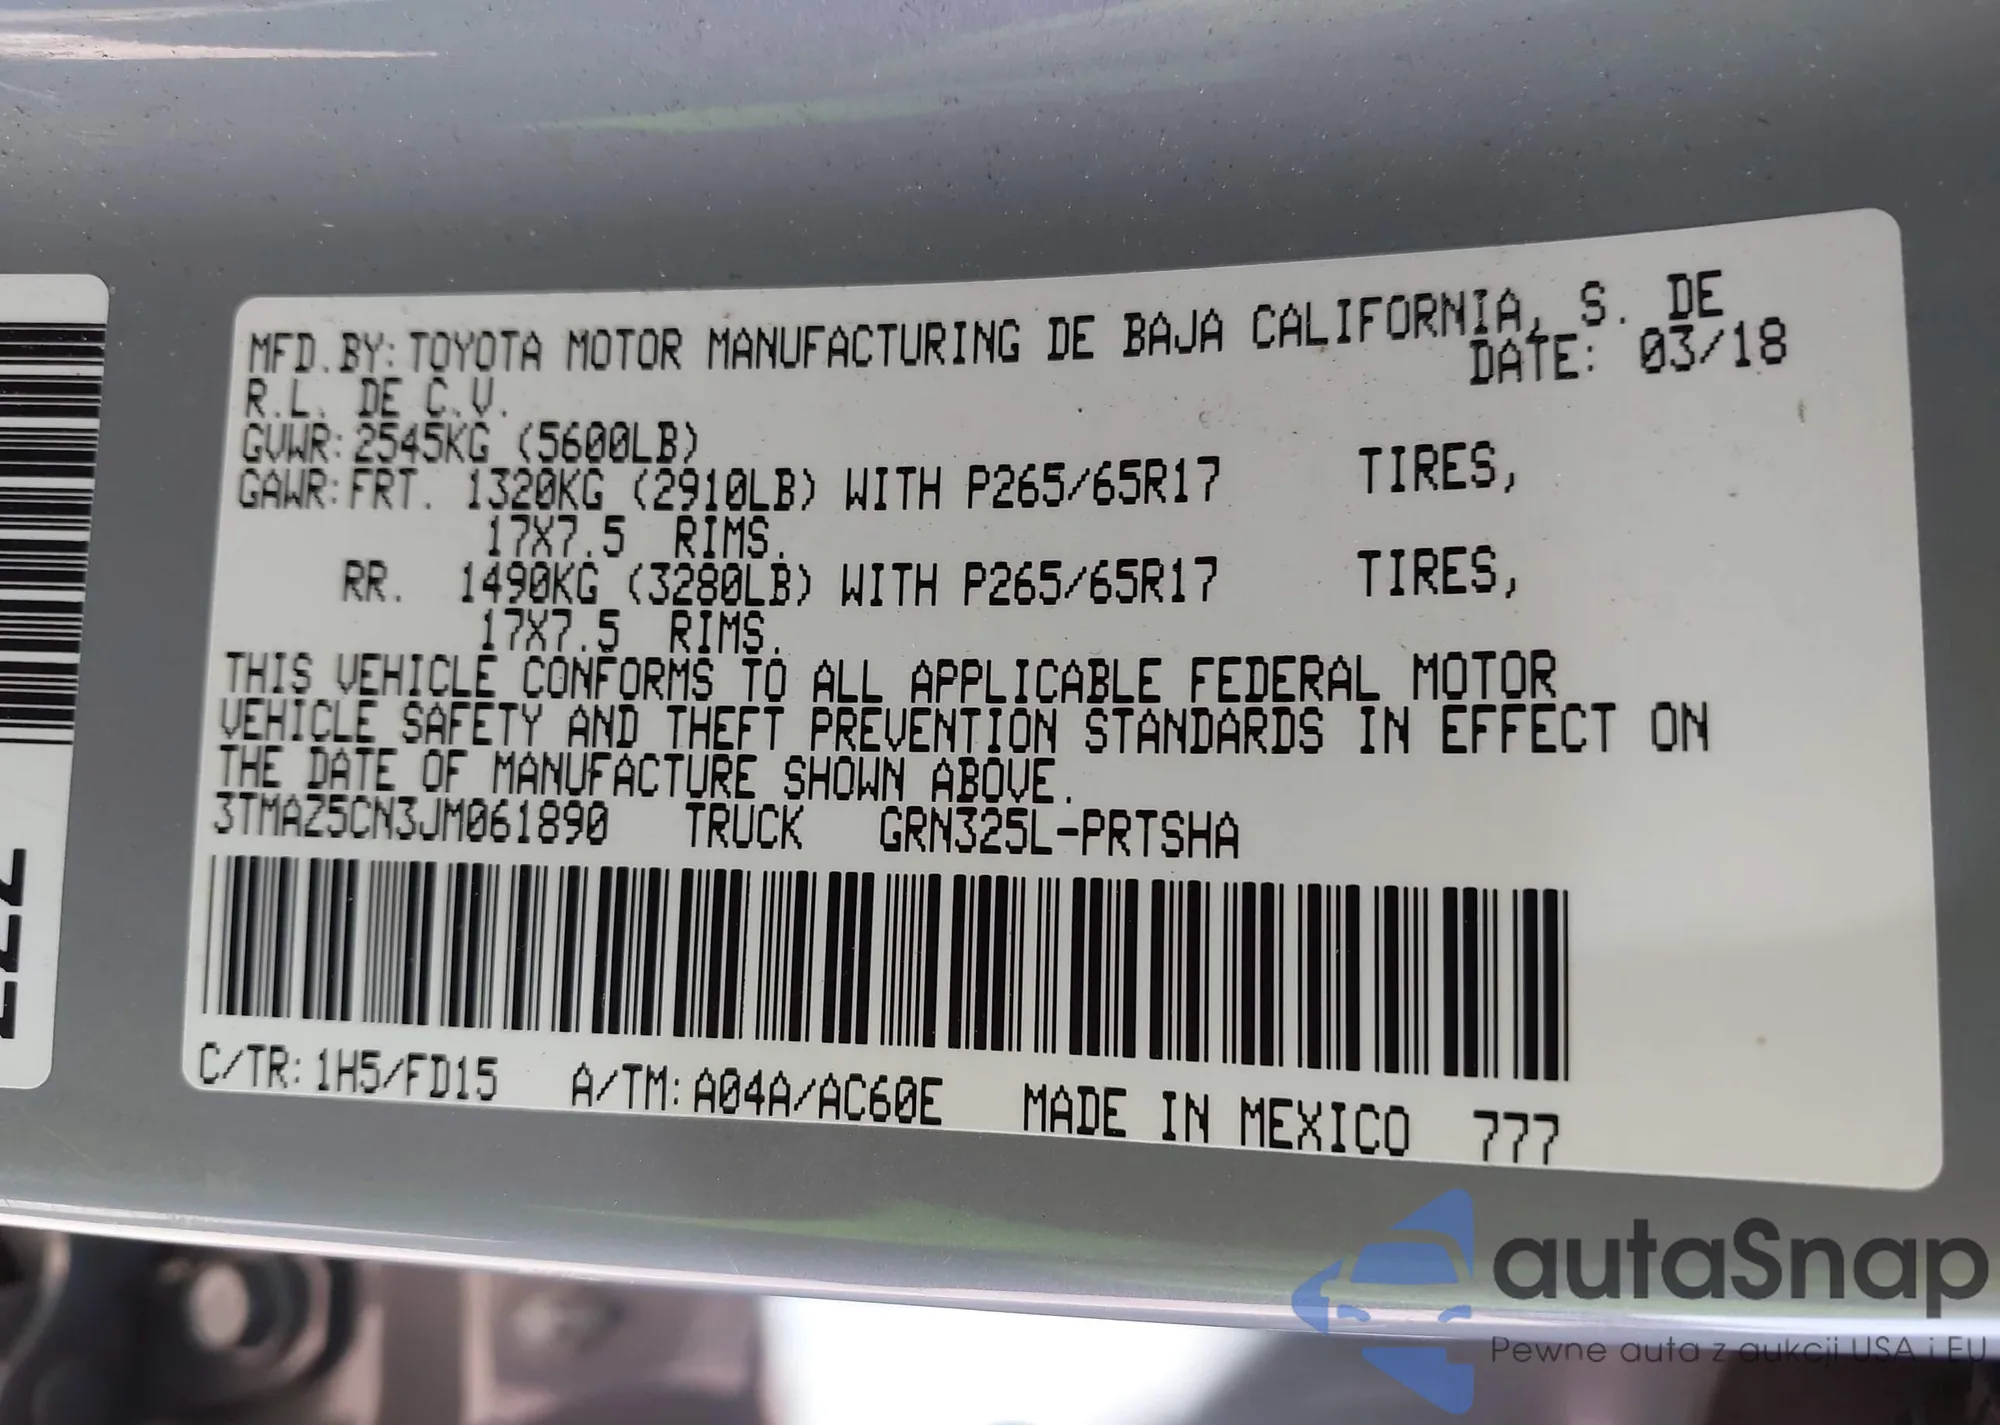 MFD.BY:TOYOTA MOTOR MANUFACTURING DE BAJA CALIFORNIA, S. DE
R.L. DE C.V.
DATE: 03/18
GVWR:2545KG (5600LB)
GAWR:FRT. 1320KG (2910LB) WITH P265/65R17 TIRES,
17X7.5 RIMS.
RR. 1490KG (3280LB) WITH P265/65R17 TIRES,
17X7.5 RIMS.
THIS VEHICLE CONFORMS TO ALL APPLICABLE FEDERAL MOTOR
VEHICLE SAFETY AND THEFT PREVENTION STANDARDS IN EFFECT ON
THE DATE OF MANUFACTURE SHOWN ABOVE.
3TMAZ5CN3JM061890 TRUCK GRN325L-PRTSHA
C/TR:1H5/FD15 A/TM:A04A/AC60E MADE IN MEXICO 777
autaSnap
Pewne auta z aukcji USA i EU